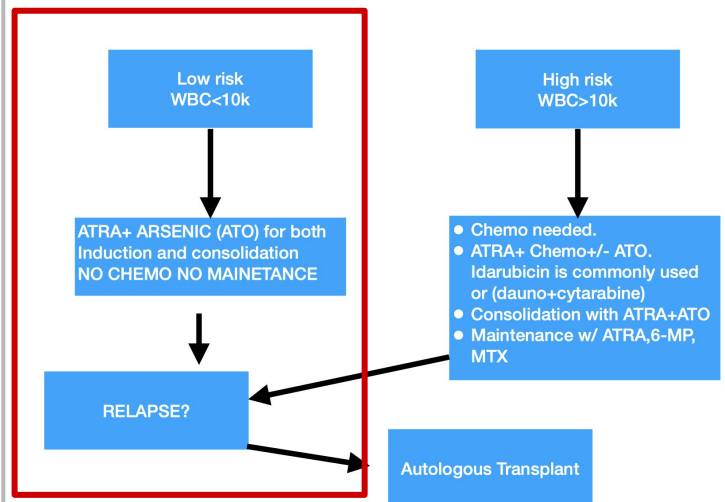 Low risk
WBC<10k
High risk
WBC>10k
ATRA+ ARSENIC (ATO) for both
Induction and consolidation
NO CHEMO NO MAINETANCE
● Chemo needed.
● ATRA+ Chemo+/- ATO.
Idarubicin is commonly used
or (dauno+cytarabine)
● Consolidation with ATRA+ATO
● Maintenance w/ ATRA,6-MP,
MTX
RELAPSE?
Autologous Transplant